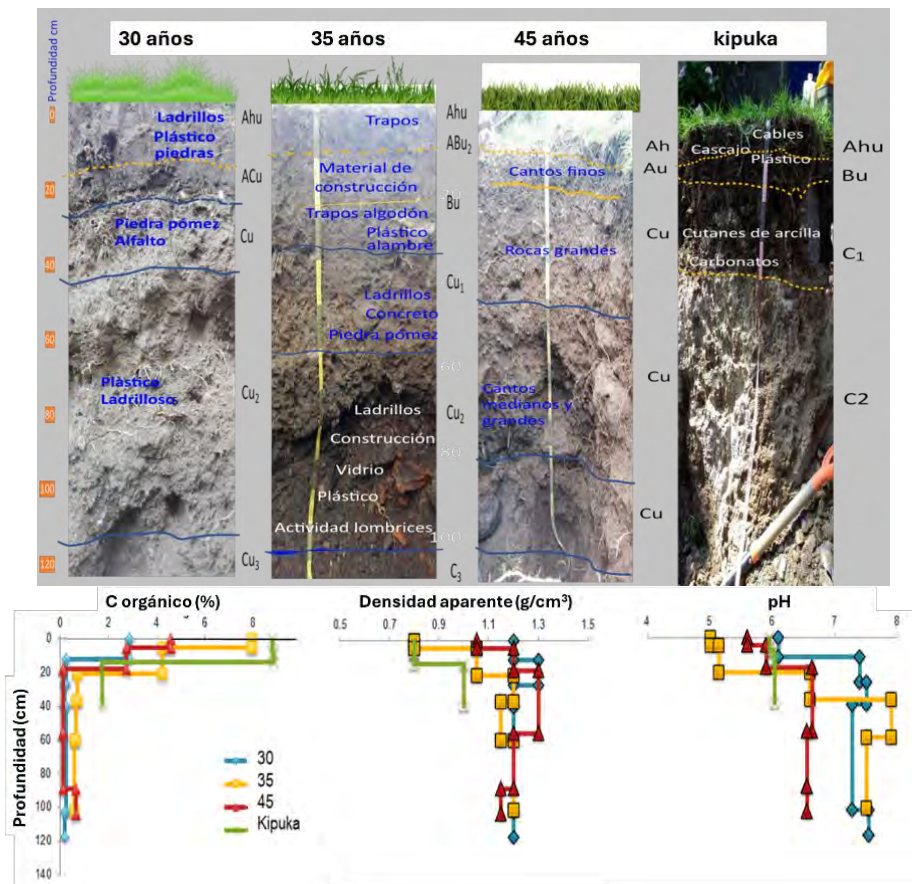 Profundidad cm
30 años
35 años
45 años
kipuka
0
20
40
60
80
100
120
Ladrillos
Plástico
piedras
Piedra pómez
Alfalto
Plàstico
Ladrilloso
Ahu
ACu
Cu
Cu₂
Cu₃
Trapos
Material de
construcción
Trapos algodón
Plástico
alambre
Ladrillos
Concreto
Piedra pómez
Ladrillos
Construcción
Vidrio
Plástico
Actividad lombrices
Ahu
ABu₂
Bu
Cu₁
60
Cu₂
80
100
C₃
Cantos finos
Rocas grandes
Cantos
medianos y
grandes
Ah
Au
Cu
Cu
Cu
Cables
Cascajo
Plástico
Cutanes de arcilla
Carbonatos
Ahu
Bu
C₁
C2
C orgánico (%)
0 2 4 6 8
Profundidad (cm)
0
20
40
60
80
100
120
140
30
35
45
Kipuka
Densidad aparente (g/cm³)
0.5 0.7 0.9 1.1 1.3 1.5
pH
4 5 6 7 8